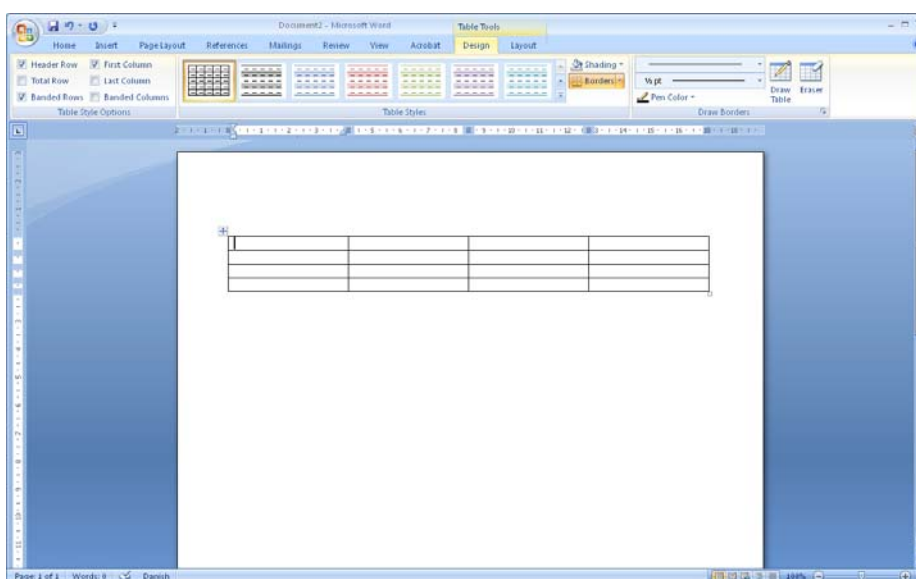 Document2 - Microsoft Word Table Tools
Home Insert Page Layout References Mailings Review View Acrobat Design Layout
Header Row First Column Shading
Total Row Last Column Borders ½ pt
Banded Rows Banded Columns Pen Color Draw Table Eraser
Table Style Options Table Styles Draw Borders
Page: 1 of 1 Words: 0 Danish 100%